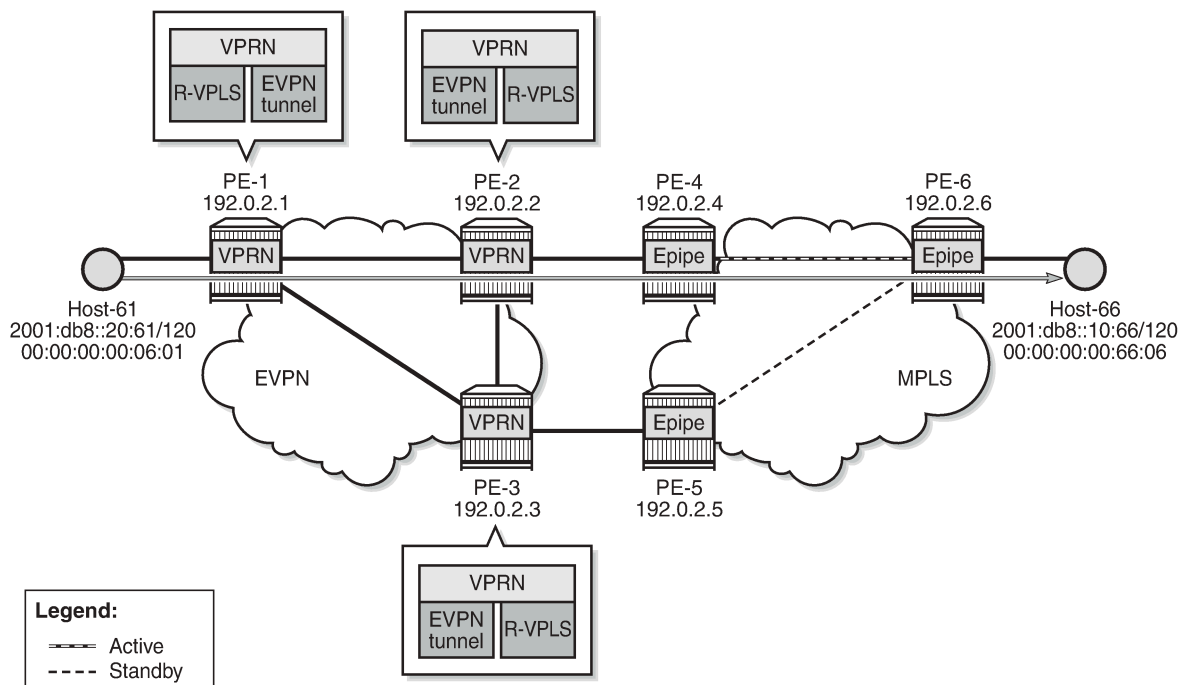 VPRN
R-VPLS
EVPN
tunnel
VPRN
EVPN
tunnel
R-VPLS
PE-1
192.0.2.1
PE-2
192.0.2.2
PE-4
192.0.2.4
PE-6
192.0.2.6
VPRN
VPRN
Epipe
Epipe
Host-61
2001:db8::20:61/120
00:00:00:00:06:01
Host-66
2001:db8::10:66/120
00:00:00:00:66:06
EVPN
MPLS
VPRN
Epipe
PE-3
192.0.2.3
PE-5
192.0.2.5
VPRN
EVPN
tunnel
R-VPLS
Legend:
Active
Standby